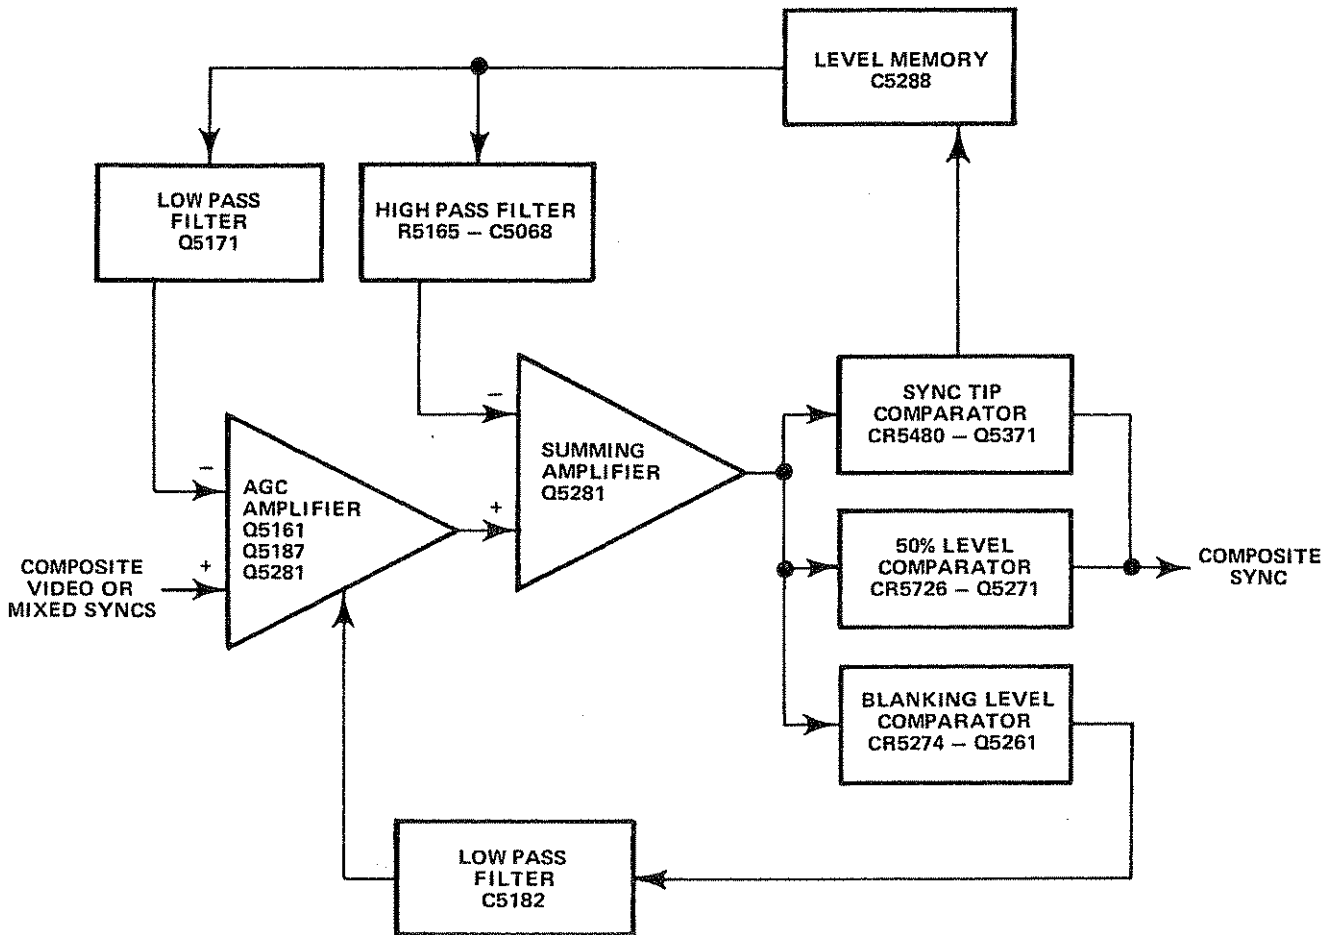 LEVEL MEMORY
C5288
LOW PASS
FILTER
Q5171
HIGH PASS FILTER
R5165 – C5068
SYNC TIP
COMPARATOR
CR5480 – Q5371
–
SUMMING
AMPLIFIER
Q5281
+
–
AGC
AMPLIFIER
Q5161
Q5187
Q5281
+
COMPOSITE
VIDEO OR
MIXED SYNCS
50% LEVEL
COMPARATOR
CR5726 – Q5271
COMPOSITE
SYNC
BLANKING LEVEL
COMPARATOR
CR5274 – Q5261
LOW PASS
FILTER
C5182